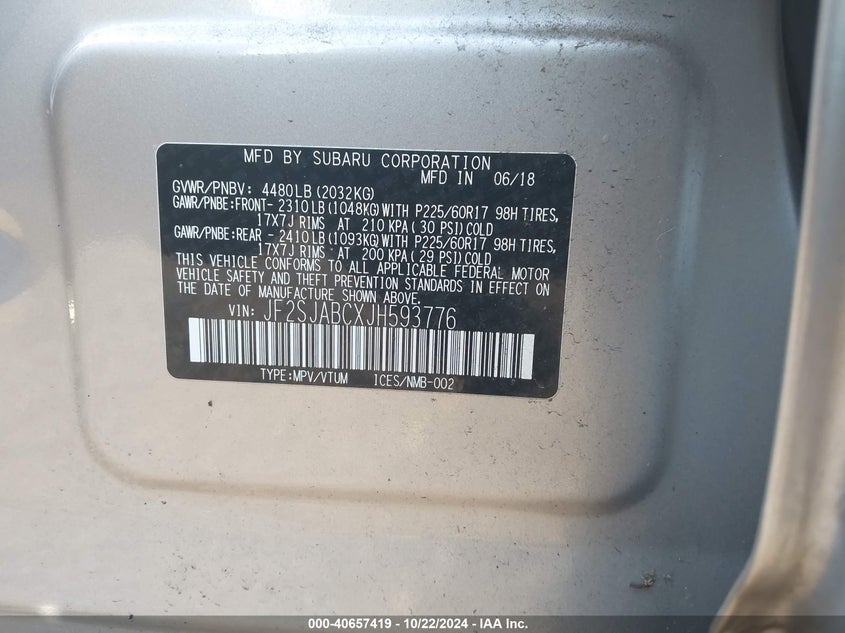 MFD BY SUBARU CORPORATION
MFD IN 06/18
GVWR/PNBV: 4480LB(2032KG)
GAWR/PNBE:FRONT- 2310LB(1048KG)WITH P225/60R17 98H TIRES,
17X7J RIMS AT 210 KPA( 30 PSI)COLD
GAWR/PNBE:REAR - 2410LB(1093KG)WITH P225/60R17 98H TIRES,
17X7J RIMS AT 200 KPA( 29 PSI)COLD
THIS VEHICLE CONFORMS TO ALL APPLICABLE FEDERAL MOTOR
VEHICLE SAFETY AND THEFT PREVENTION STANDARDS IN EFFECT ON
THE DATE OF MANUFACTURE SHOWN ABOVE.
VIN: JF2SJABCXJH593776
TYPE:MPV/VTUM ICES/NMB-002
000-40657419 - 10/22/2024 - IAA Inc.